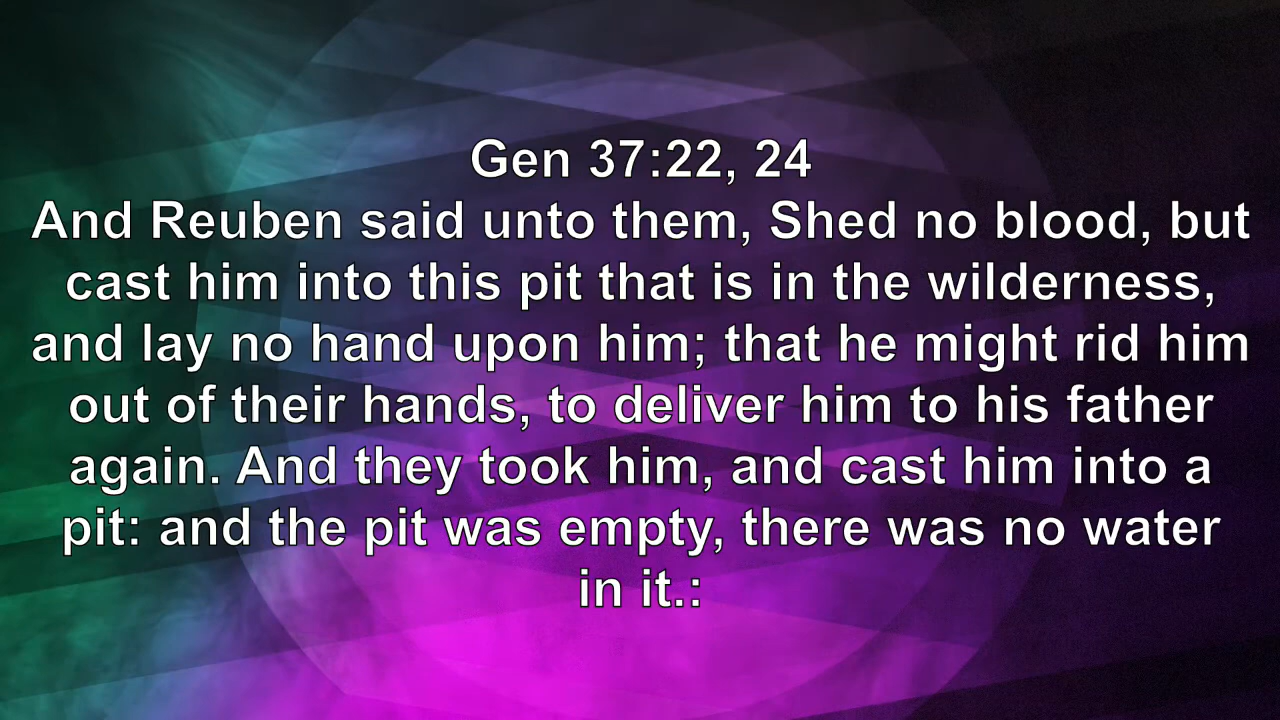 Gen 37:22, 24
And Reuben said unto them, Shed no blood, but
cast him into this pit that is in the wilderness,
and lay no hand upon him; that he might rid him
out of their hands, to deliver him to his father
again. And they took him, and cast him into a
pit: and the pit was empty, there was no water
in it.: